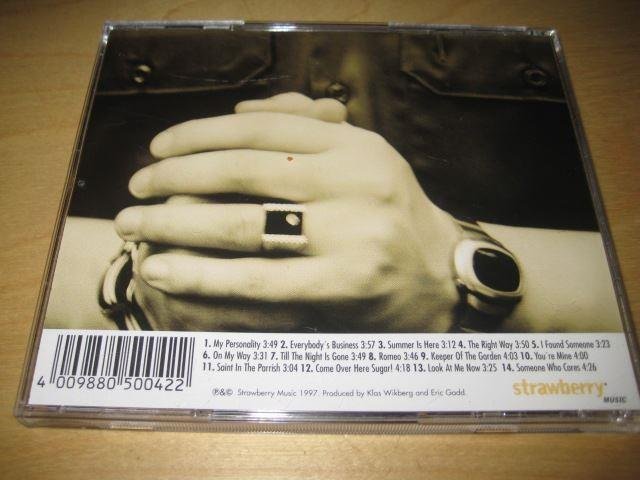 1. My Personality 3:49 2. Everybody´s Business 3:57 3. Summer Is Here 3:12 4. The Right Way 3:50 5. I Found Someone 3:23
6. On My Way 3:31 7. Till The Night Is Gone 3:49 8. Romeo 3:46 9. Keeper Of The Garden 4:03 10. You´re Mine 4:00
11. Saint In The Parrish 3:04 12. Come Over Here Sugar! 4:18 13. Look At Me Now 3:25 14. Someone Who Cares 4:26
4 009880 500422
℗&© Strawberry Music 1997. Produced by Klas Wikberg and Eric Gadd.
strawberry
MUSIC